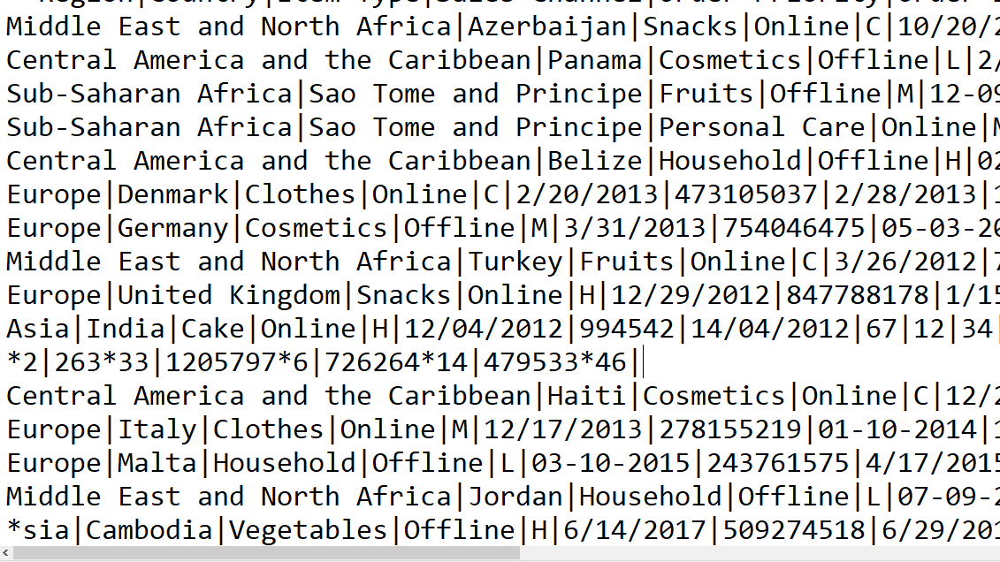 Region|Country|Item Type|Sales Channel|Order Priority|Order
Middle East and North Africa|Azerbaijan|Snacks|Online|C|10/20/2
Central America and the Caribbean|Panama|Cosmetics|Offline|L|2/
Sub-Saharan Africa|Sao Tome and Principe|Fruits|Offline|M|12-09
Sub-Saharan Africa|Sao Tome and Principe|Personal Care|Online|M
Central America and the Caribbean|Belize|Household|Offline|H|02
Europe|Denmark|Clothes|Online|C|2/20/2013|473105037|2/28/2013|1
Europe|Germany|Cosmetics|Offline|M|3/31/2013|754046475|05-03-20
Middle East and North Africa|Turkey|Fruits|Online|C|3/26/2012|7
Europe|United Kingdom|Snacks|Online|H|12/29/2012|847788178|1/15
Asia|India|Cake|Online|H|12/04/2012|994542|14/04/2012|67|12|34|
*2|263*33|1205797*6|726264*14|479533*46|
Central America and the Caribbean|Haiti|Cosmetics|Online|C|12/2
Europe|Italy|Clothes|Online|M|12/17/2013|278155219|01-10-2014|1
Europe|Malta|Household|Offline|L|03-10-2015|243761575|4/17/2015
Middle East and North Africa|Jordan|Household|Offline|L|07-09-2
*sia|Cambodia|Vegetables|Offline|H|6/14/2017|509274518|6/29/201